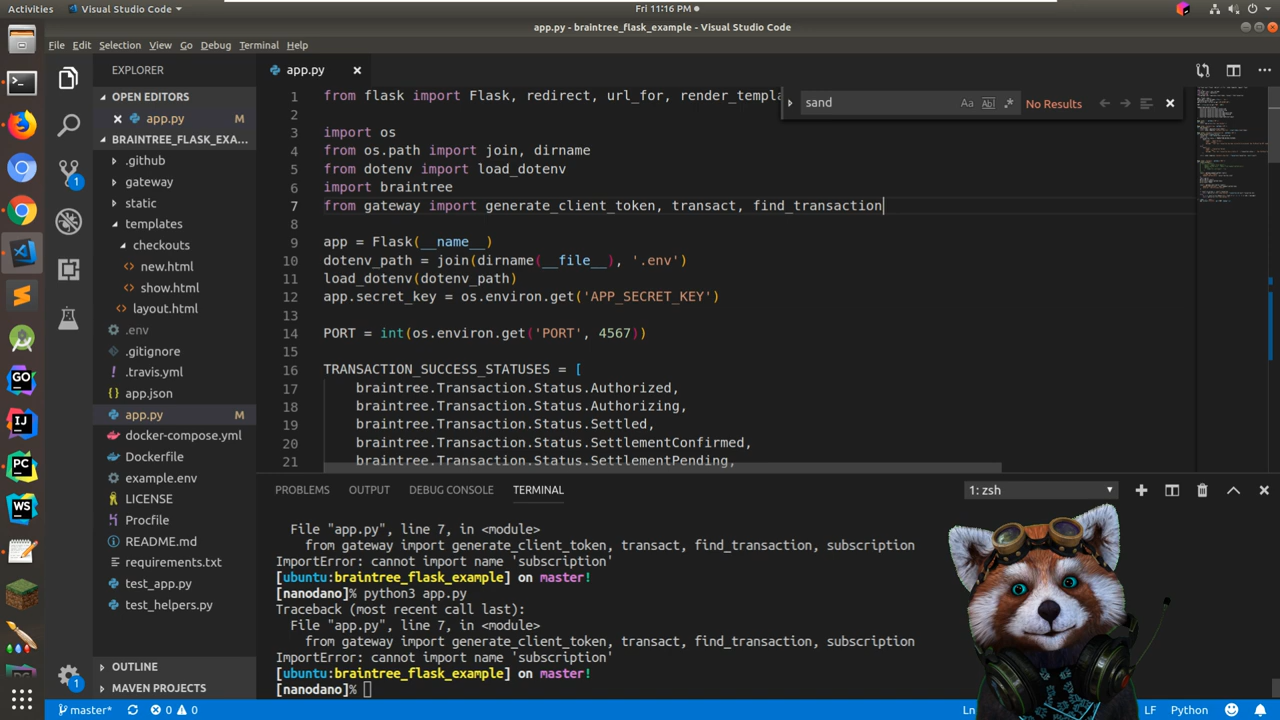 Activities
Visual Studio Code
Fri 11:16 PM
app.py - braintree_flask_example - Visual Studio Code
File Edit Selection View Go Debug Terminal Help
EXPLORER
OPEN EDITORS
app.py M
BRAINTREE_FLASK_EXA...
.github
gateway
static
templates
checkouts
new.html
show.html
layout.html
.env
.gitignore
.travis.yml
app.json
app.py M
docker-compose.yml
Dockerfile
example.env
LICENSE
Procfile
README.md
requirements.txt
test_app.py
test_helpers.py
OUTLINE
MAVEN PROJECTS
app.py
sand
Aa Abl .*
No Results
1 from flask import Flask, redirect, url_for, render_templa
2
3 import os
4 from os.path import join, dirname
5 from dotenv import load_dotenv
6 import braintree
7 from gateway import generate_client_token, transact, find_transaction
8
9 app = Flask(__name__)
10 dotenv_path = join(dirname(__file__), '.env')
11 load_dotenv(dotenv_path)
12 app.secret_key = os.environ.get('APP_SECRET_KEY')
13
14 PORT = int(os.environ.get('PORT', 4567))
15
16 TRANSACTION_SUCCESS_STATUSES = [
17 braintree.Transaction.Status.Authorized,
18 braintree.Transaction.Status.Authorizing,
19 braintree.Transaction.Status.Settled,
20 braintree.Transaction.Status.SettlementConfirmed,
21 braintree.Transaction.Status.SettlementPending,
PROBLEMS OUTPUT DEBUG CONSOLE TERMINAL
1: zsh
File "app.py", line 7, in <module>
from gateway import generate_client_token, transact, find_transaction, subscription
ImportError: cannot import name 'subscription'
[ubuntu:braintree_flask_example] on master!
[nanodano]% python3 app.py
Traceback (most recent call last):
File "app.py", line 7, in <module>
from gateway import generate_client_token, transact, find_transaction, subscription
ImportError: cannot import name 'subscription'
[ubuntu:braintree_flask_example] on master!
[nanodano]%
master*
0
0
Ln
LF
Python
1
1
GO
IJ
PC
WS